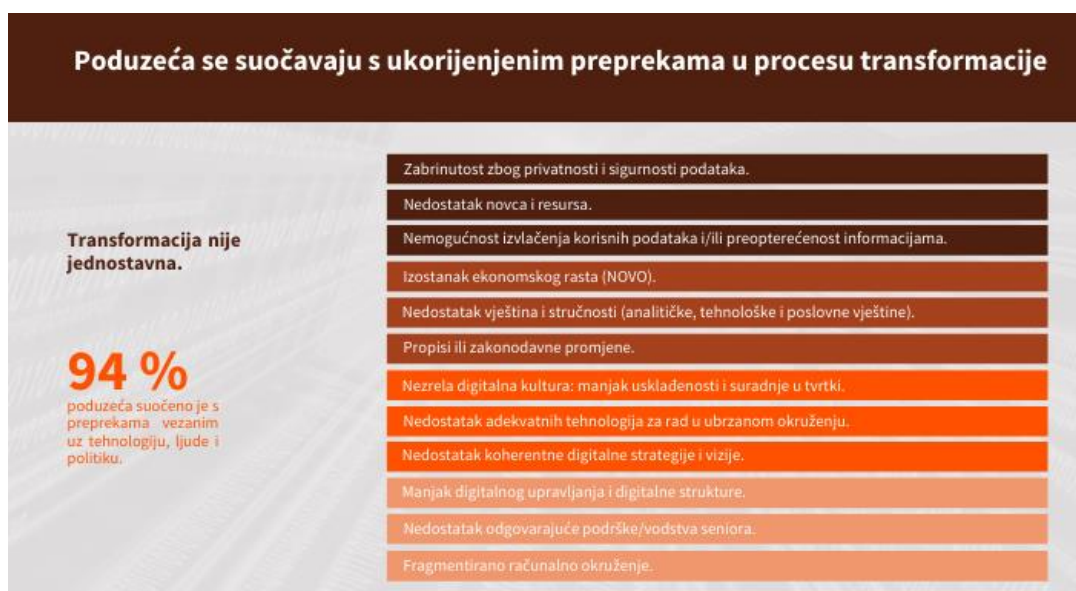 Poduzeća se suočavaju s ukorijenjenim preprekama u procesu transformacije
Transformacija nije
jednostavna.
94 %
poduzeća suočeno je s
preprekama vezanim
uz tehnologiju, ljude i
politiku.
Zabrinutost zbog privatnosti i sigurnosti podataka.
Nedostatak novca i resursa.
Nemogućnost izvlačenja korisnih podataka i/ili preopterećenost informacijama.
Izostanak ekonomskog rasta (NOVO).
Nedostatak vještina i stručnosti (analitičke, tehnološke i poslovne vještine).
Propisi ili zakonodavne promjene.
Nezrela digitalna kultura: manjak usklađenosti i suradnje u tvrtki.
Nedostatak adekvatnih tehnologija za rad u ubrzanom okruženju.
Nedostatak koherentne digitalne strategije i vizije.
Manjak digitalnog upravljanja i digitalne strukture.
Nedostatak odgovarajuće podrške/vodstva seniora.
Fragmentirano računalno okruženje.